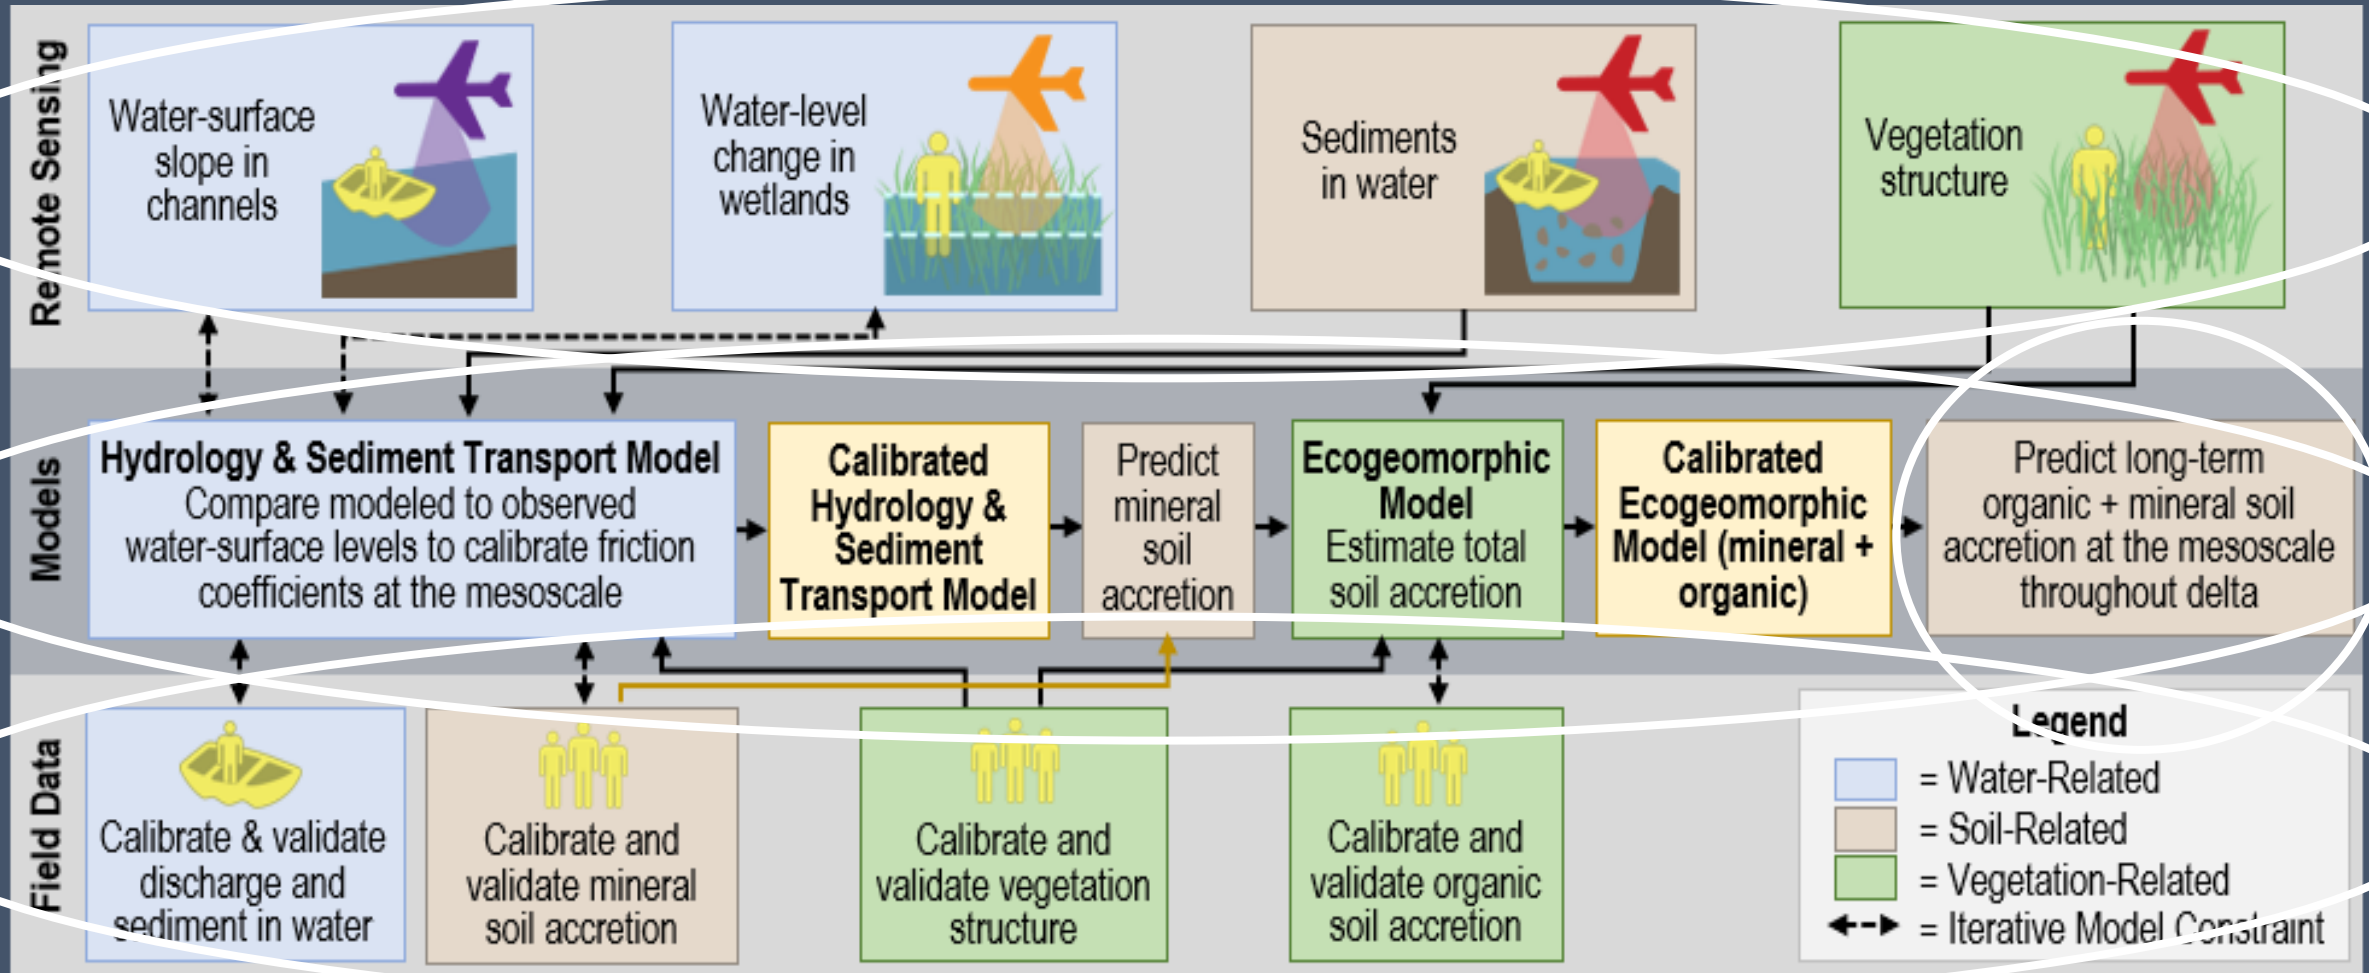 Remote Sensing
Water-surface
slope in
channels
Water-level
change in
wetlands
Sediments
in water
Vegetation
structure
Models
Hydrology & Sediment Transport Model
Compare modeled to observed
water-surface levels to calibrate friction
coefficients at the mesoscale
Calibrated
Hydrology &
Sediment
Transport Model
Predict
mineral
soil
accretion
Ecogeomorphic
Model
Estimate total
soil accretion
Calibrated
Ecogeomorphic
Model (mineral +
organic)
Predict long-term
organic + mineral soil
accretion at the mesoscale
throughout delta
Field Data
Calibrate & validate
discharge and
sediment in water
Calibrate and
validate mineral
soil accretion
Calibrate and
validate vegetation
structure
Calibrate and
validate organic
soil accretion
Legend
= Water-Related
= Soil-Related
= Vegetation-Related
= Iterative Model Constraint